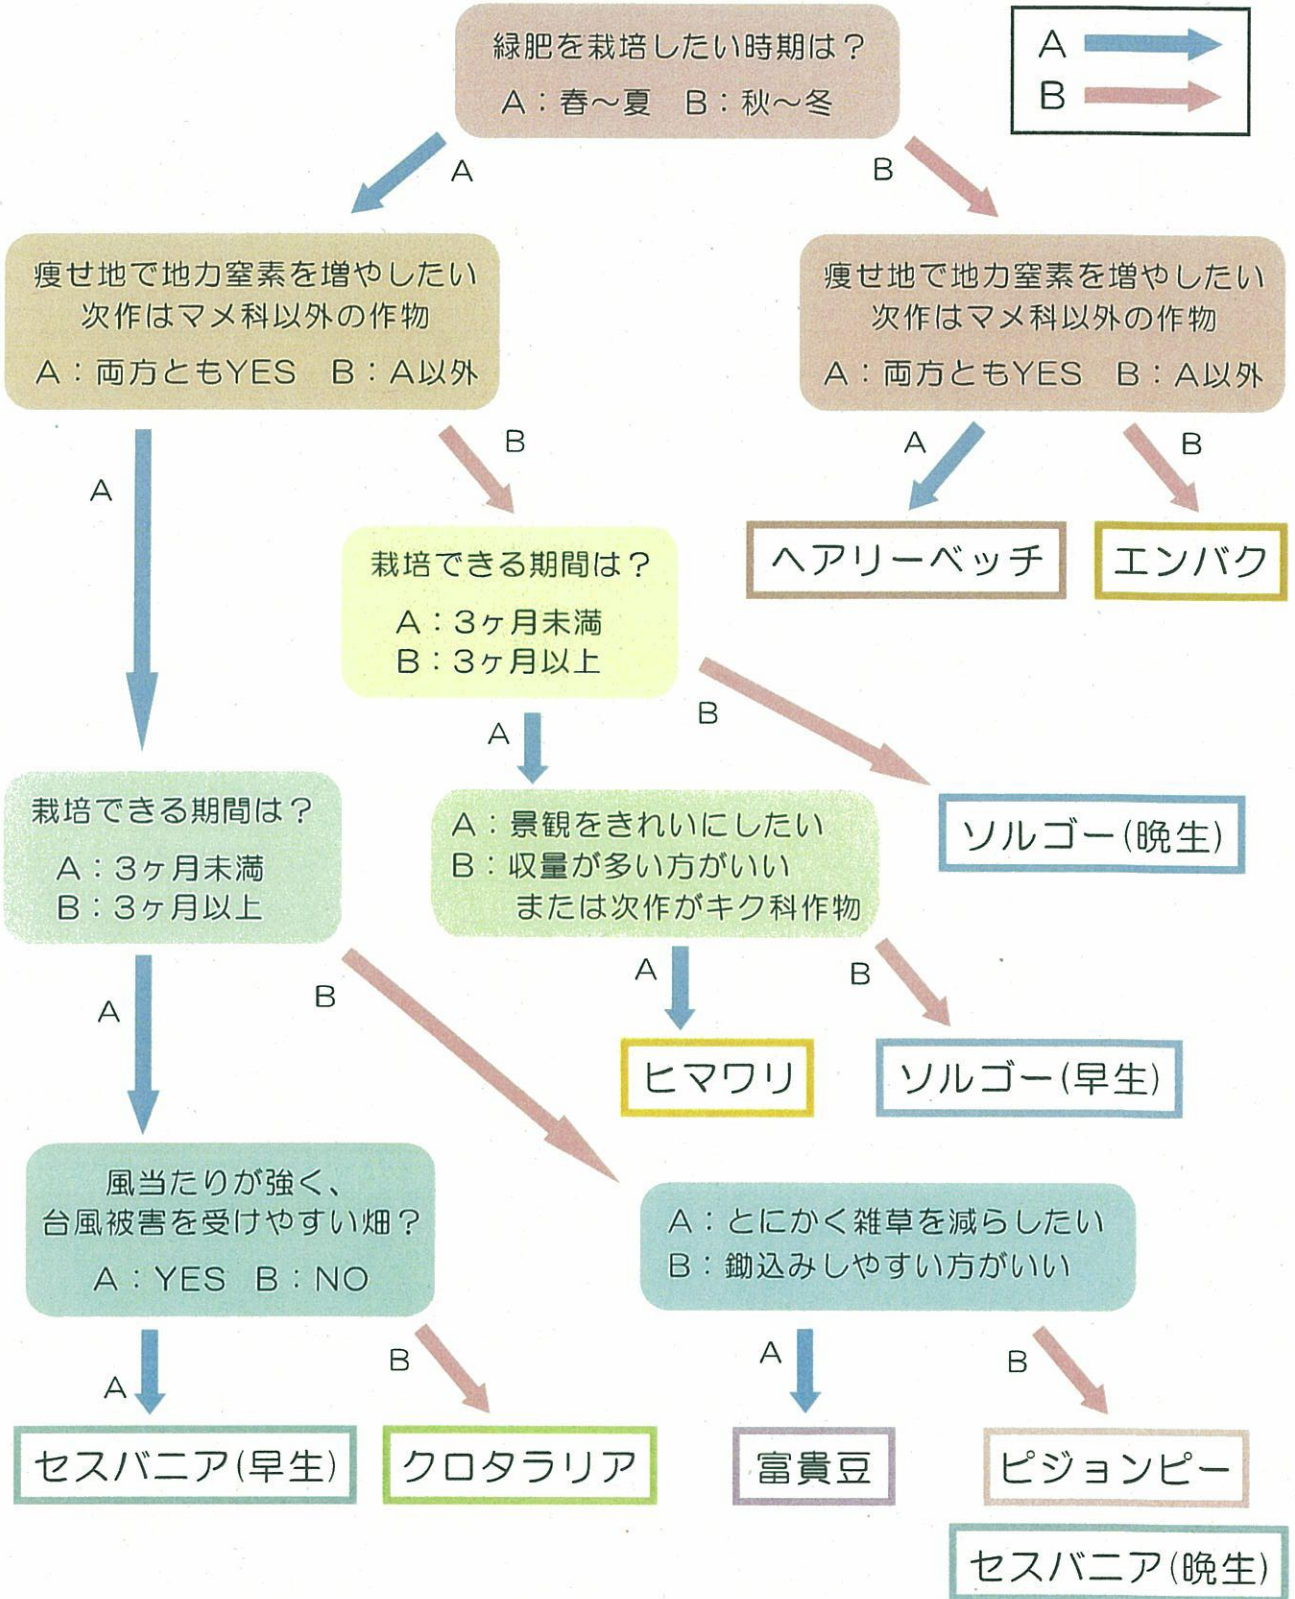 緑肥を栽培したい時期は？
A：春～夏　B：秋～冬
A
B
A
B
痩せ地で地力窒素を増やしたい
次作はマメ科以外の作物
A：両方ともYES　B：A以外
痩せ地で地力窒素を増やしたい
次作はマメ科以外の作物
A：両方ともYES　B：A以外
A
B
A
B
ヘアリーベッチ
エンバク
栽培できる期間は？
A：3ヶ月未満
B：3ヶ月以上
A
B
栽培できる期間は？
A：3ヶ月未満
B：3ヶ月以上
A：景観をきれいにしたい
B：収量が多い方がいい
または次作がキク科作物
ソルゴー(晩生)
A
B
A
B
ヒマワリ
ソルゴー(早生)
風当たりが強く、
台風被害を受けやすい畑？
A：YES　B：NO
A：とにかく雑草を減らしたい
B：鋤込みしやすい方がいい
A
B
A
B
セスバニア(早生)
クロタラリア
富貴豆
ピジョンピー
セスバニア(晩生)